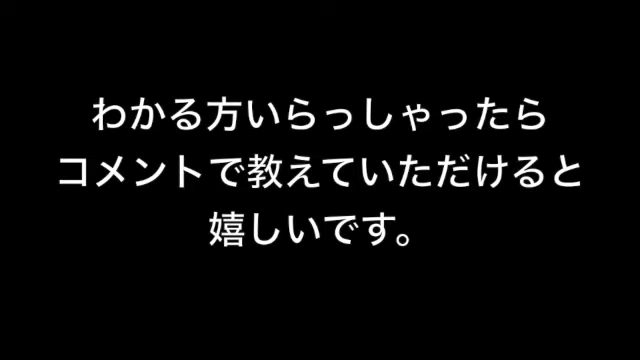 わかる方いらっしゃったら
コメントで教えていただけると
嬉しいです。